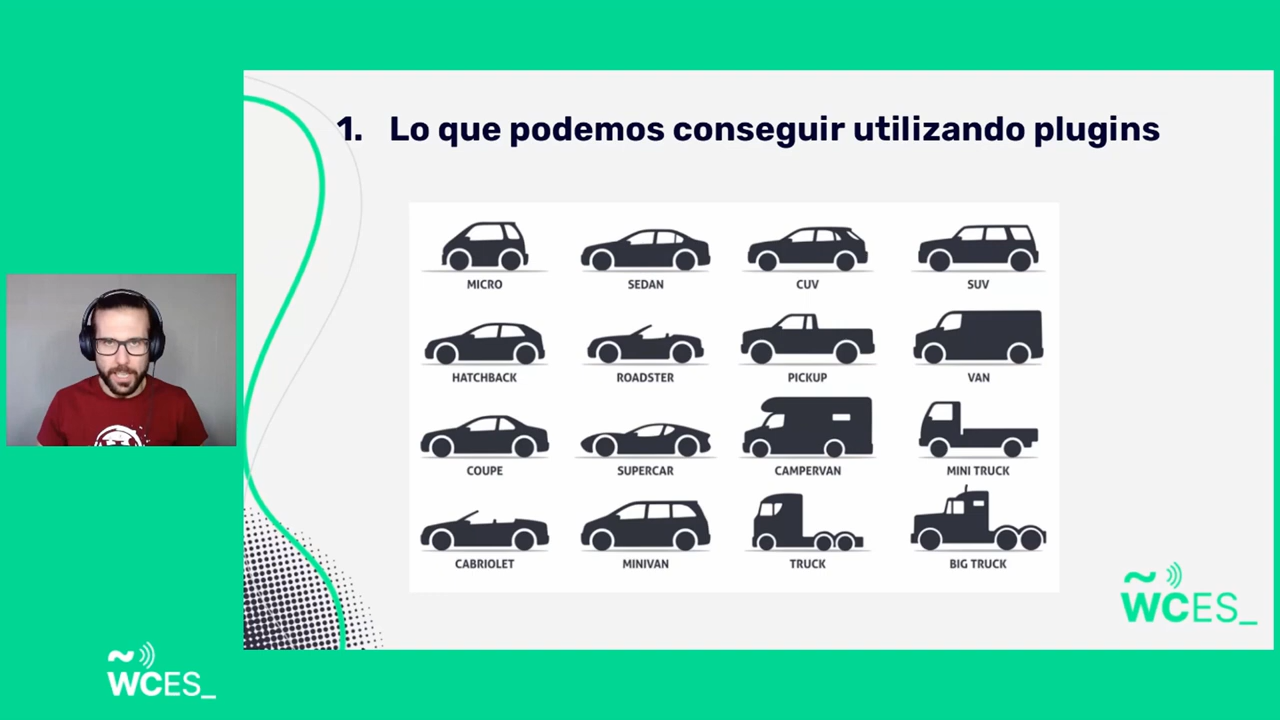 1. Lo que podemos conseguir utilizando plugins
MICRO
SEDAN
CUV
SUV
HATCHBACK
ROADSTER
PICKUP
VAN
COUPE
SUPERCAR
CAMPERVAN
MINI TRUCK
CABRIOLET
MINIVAN
TRUCK
BIG TRUCK
WCES_
WCES_